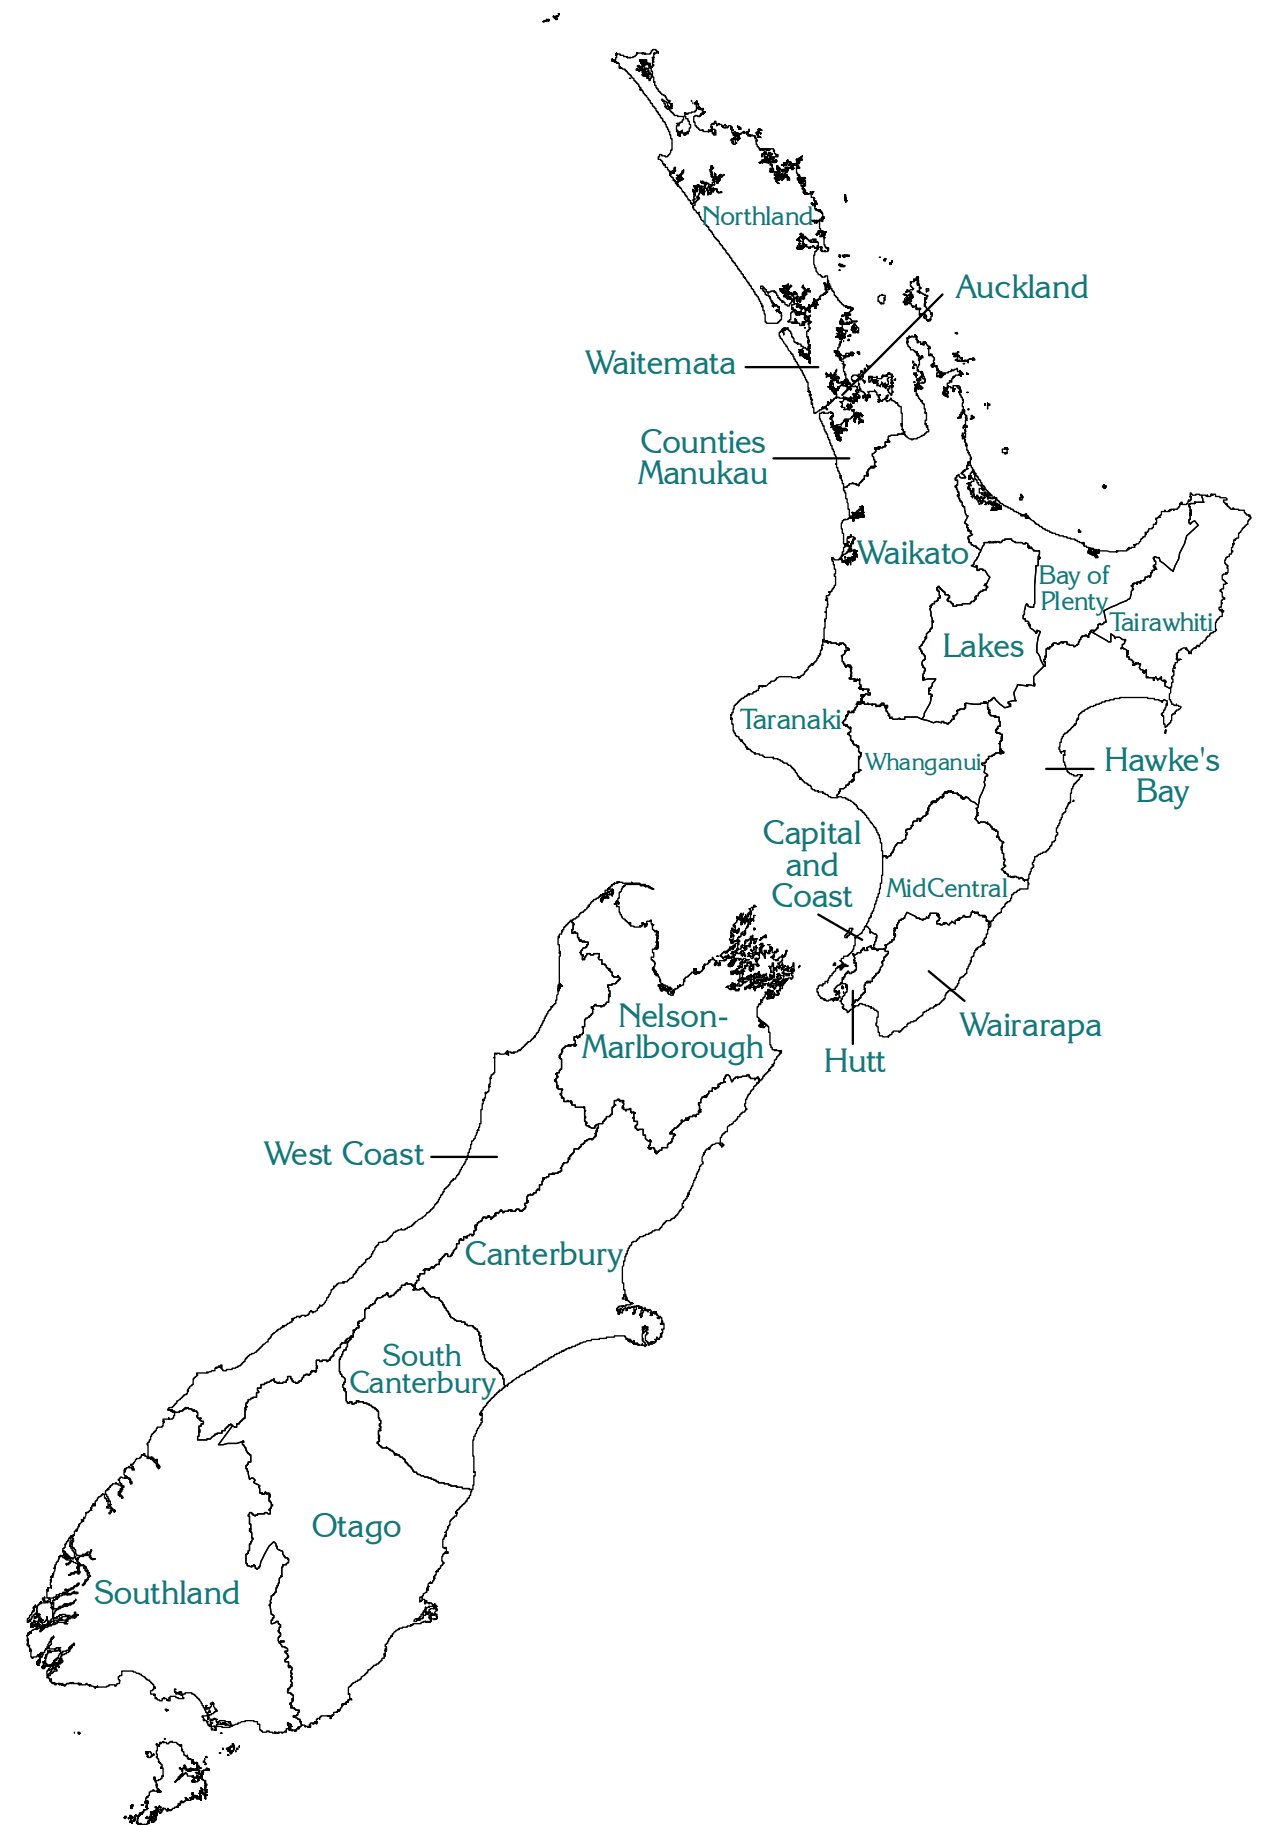 Northland
Auckland
Waitemata
Counties
Manukau
Waikato
Bay of
Plenty
Tairawhiti
Lakes
Taranaki
Whanganui
Hawke's
Bay
Capital
and
Coast
MidCentral
Wairarapa
Hutt
Nelson-
Marlborough
West Coast
Canterbury
South
Canterbury
Otago
Southland